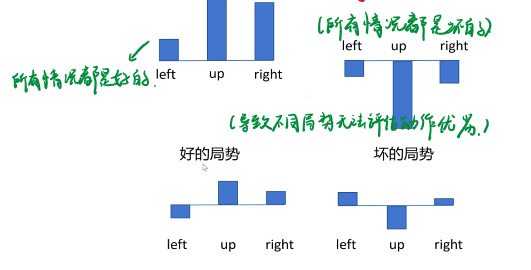 (所有情况都是坏的)
left up right
left up right
所有情况都是好的.
(导致不同局势无法评估动作优劣.)
好的局势 坏的局势
left up right left up right